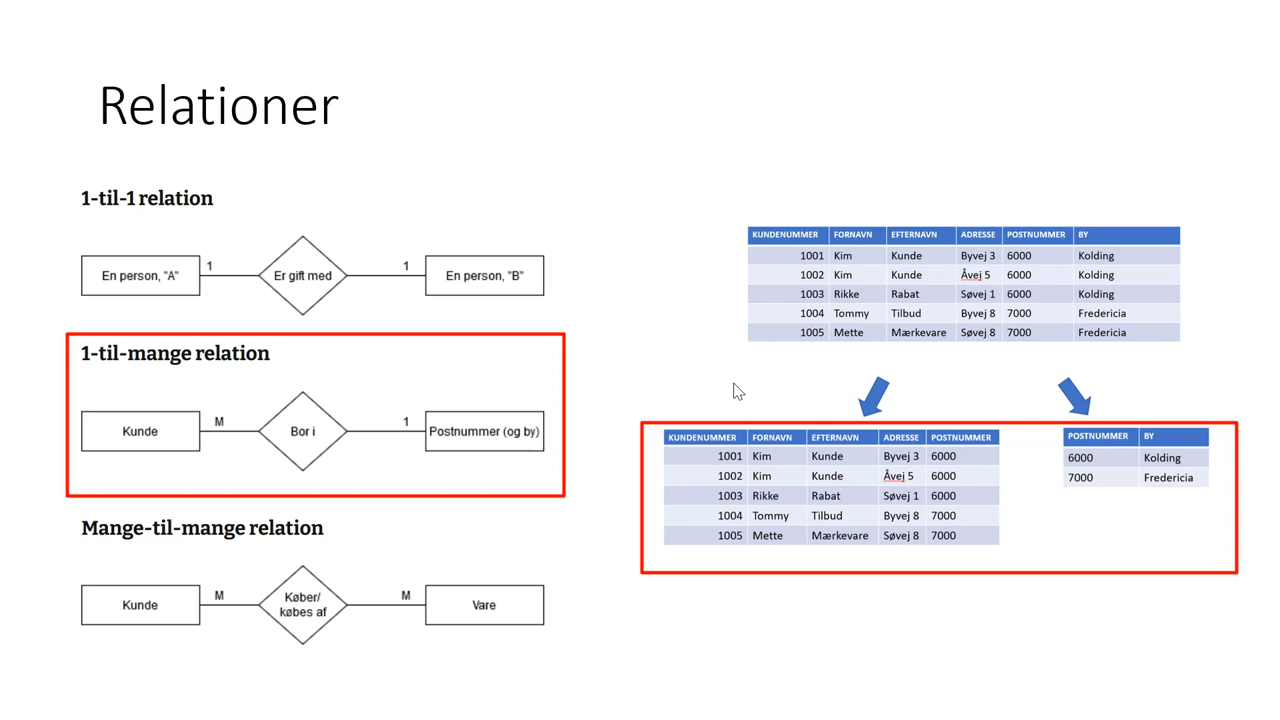 Relationer
1-til-1 relation
En person, "A"
1
Er gift med
1
En person, "B"
1-til-mange relation
Kunde
M
Bor i
1
Postnummer (og by)
Mange-til-mange relation
Kunde
M
Køber/
købes af
M
Vare
KUNDENUMMER FORNAVN EFTERNAVN ADRESSE POSTNUMMER BY
1001 Kim Kunde Byvej 3 6000 Kolding
1002 Kim Kunde Åvej 5 6000 Kolding
1003 Rikke Rabat Søvej 1 6000 Kolding
1004 Tommy Tilbud Byvej 8 7000 Fredericia
1005 Mette Mærkevare Søvej 8 7000 Fredericia
KUNDENUMMER FORNAVN EFTERNAVN ADRESSE POSTNUMMER
1001 Kim Kunde Byvej 3 6000
1002 Kim Kunde Åvej 5 6000
1003 Rikke Rabat Søvej 1 6000
1004 Tommy Tilbud Byvej 8 7000
1005 Mette Mærkevare Søvej 8 7000
POSTNUMMER BY
6000 Kolding
7000 Fredericia